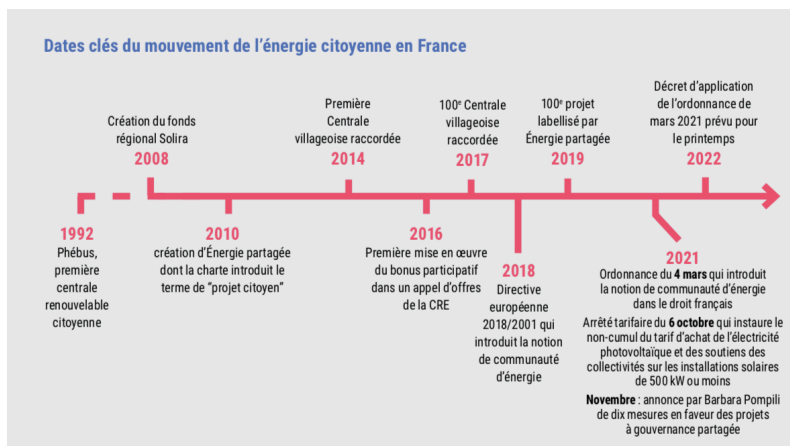 Dates clés du mouvement de l'énergie citoyenne en France
Création du fonds
régional Solira
2008
Première
Centrale
villageoise raccordée
2014
100e Centrale
villageoise
raccordée
2017
100e projet
labellisé par
Énergie partagée
2019
Décret d'application
de l'ordonnance de
mars 2021 prévu pour
le printemps
2022
1992
Phébus,
première
centrale
renouvelable
citoyenne
2010
création d'Énergie partagée
dont la charte introduit le
terme de "projet citoyen"
2016
Première mise en œuvre
du bonus participatif
dans un appel d'offres
de la CRE
2018
Directive
européenne
2018/2001 qui
introduit la notion
de communauté
d'énergie
2021
Ordonnance du 4 mars qui introduit
la notion de communauté d'énergie
dans le droit français
Arrêté tarifaire du 6 octobre qui instaure le
non-cumul du tarif d'achat de l'électricité
photovoltaïque et des soutiens des
collectivités sur les installations solaires
de 500 kW ou moins
Novembre : annonce par Barbara Pompili
de dix mesures en faveur des projets
à gouvernance partagée